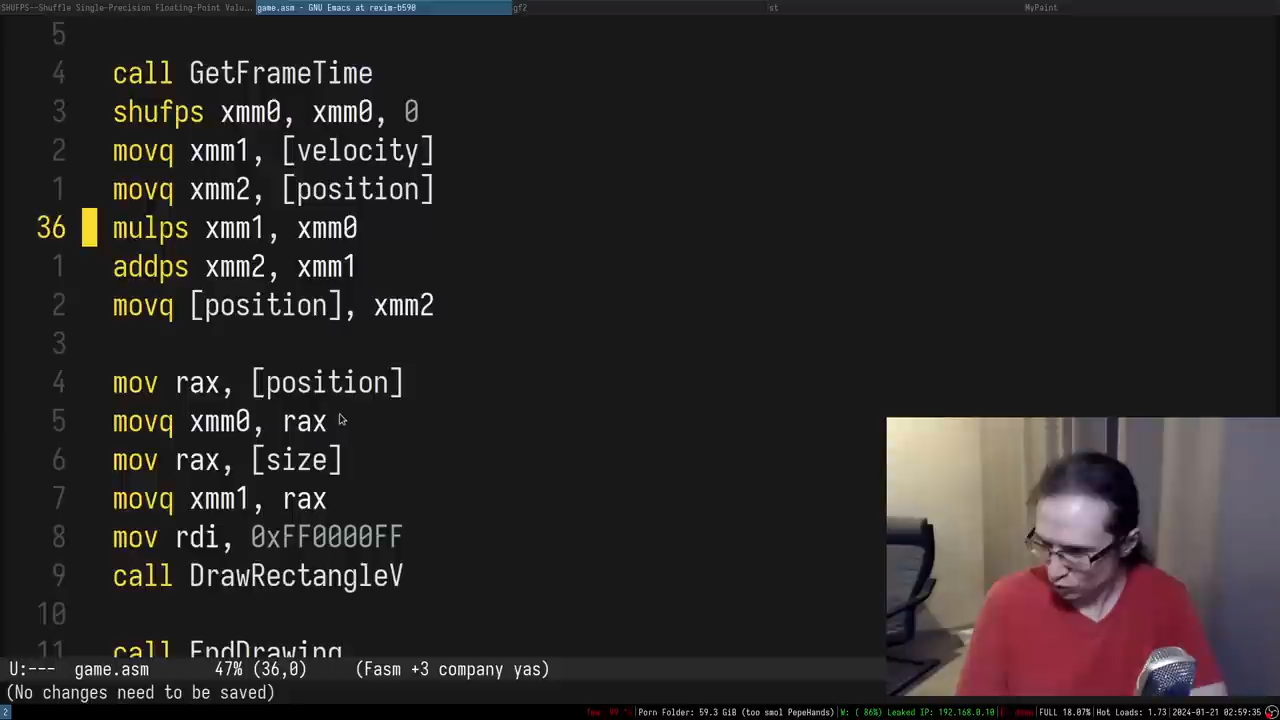 SHUFPS--Shuffle Single-Precision Floating-Point Valu... game.asm - GNU Emacs at rexim-b590 gf2 st MyPaint
5
4 call GetFrameTime
3 shufps xmm0, xmm0, 0
2 movq xmm1, [velocity]
1 movq xmm2, [position]
36 mulps xmm1, xmm0
1 addps xmm2, xmm1
2 movq [position], xmm2
3
4 mov rax, [position]
5 movq xmm0, rax
6 mov rax, [size]
7 movq xmm1, rax
8 mov rdi, 0xFF0000FF
9 call DrawRectangleV
10
11 call EndDrawing
U:--- game.asm 47% (36,0) (Fasm +3 company yas)
(No changes need to be saved)
2 Porn Folder: 59.3 GiB (too smol PepeHands) W: ( 86%) Leaked IP: 192.168.0.10 FULL 18.07% Hot Loads: 1.73 2024-01-21 02:59:35